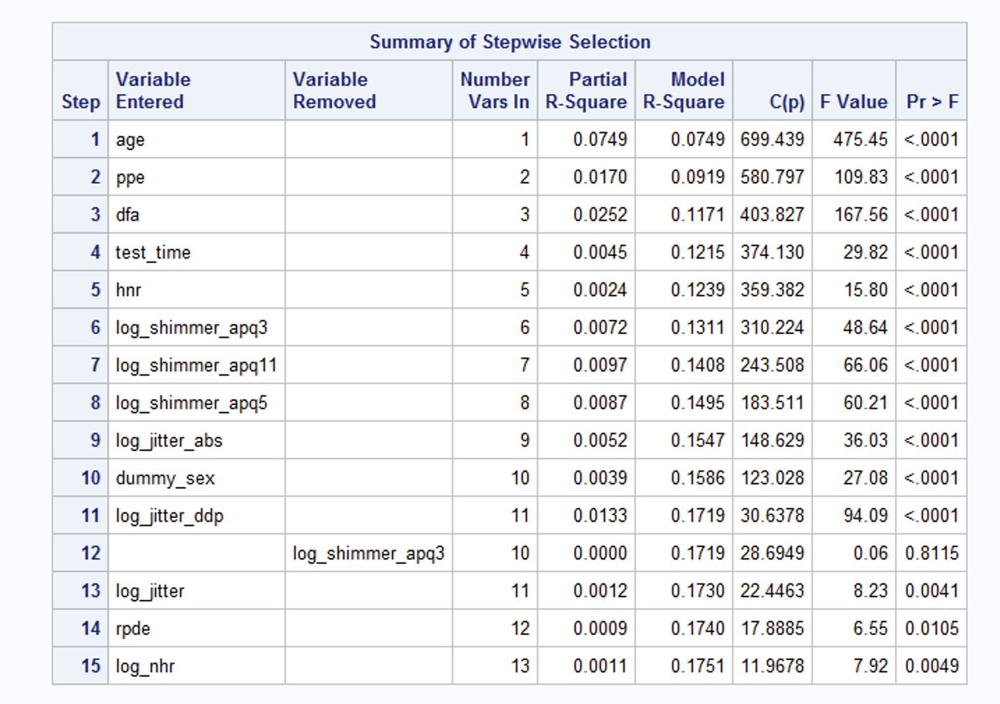 Summary of Stepwise Selection
Step Variable Entered Variable Removed Number Vars In Partial R-Square Model R-Square C(p) F Value Pr > F
1 age 1 0.0749 0.0749 699.439 475.45 <.0001
2 ppe 2 0.0170 0.0919 580.797 109.83 <.0001
3 dfa 3 0.0252 0.1171 403.827 167.56 <.0001
4 test_time 4 0.0045 0.1215 374.130 29.82 <.0001
5 hnr 5 0.0024 0.1239 359.382 15.80 <.0001
6 log_shimmer_apq3 6 0.0072 0.1311 310.224 48.64 <.0001
7 log_shimmer_apq11 7 0.0097 0.1408 243.508 66.06 <.0001
8 log_shimmer_apq5 8 0.0087 0.1495 183.511 60.21 <.0001
9 log_jitter_abs 9 0.0052 0.1547 148.629 36.03 <.0001
10 dummy_sex 10 0.0039 0.1586 123.028 27.08 <.0001
11 log_jitter_ddp 11 0.0133 0.1719 30.6378 94.09 <.0001
12 log_shimmer_apq3 10 0.0000 0.1719 28.6949 0.06 0.8115
13 log_jitter 11 0.0012 0.1730 22.4463 8.23 0.0041
14 rpde 12 0.0009 0.1740 17.8885 6.55 0.0105
15 log_nhr 13 0.0011 0.1751 11.9678 7.92 0.0049